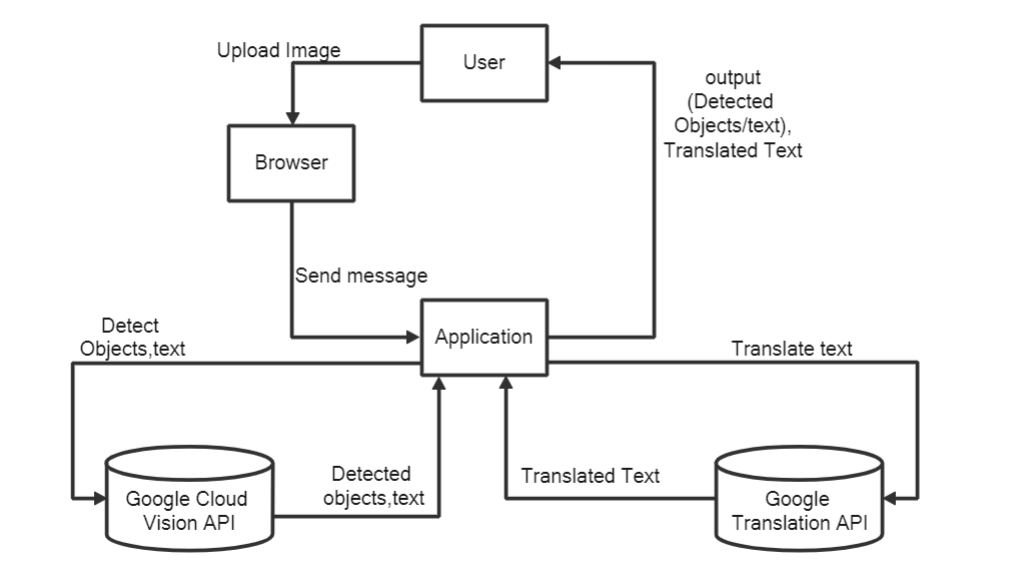 Upload Image
User
output
(Detected
Objects/text),
Translated Text
Browser
Send message
Application
Detect
Objects,text
Translate text
Detected
objects,text
Translated Text
Google Cloud
Vision API
Google
Translation API